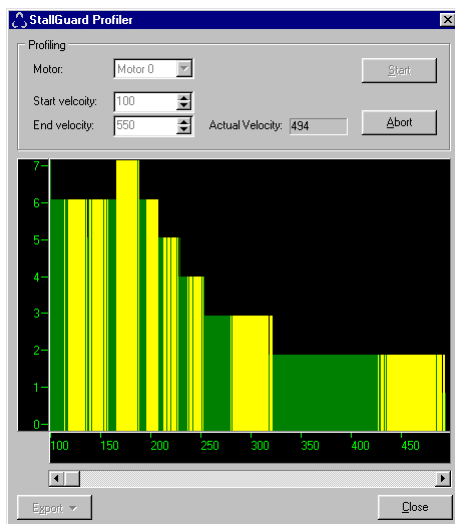 StallGuard Profiler
Profiling
Motor: Motor 0 Start
Start velcoity: 100
End velocity: 550 Actual Velocity: 494 Abort
7
6
5
4
3
2
1
0
100 150 200 250 300 350 400 450
Export Close